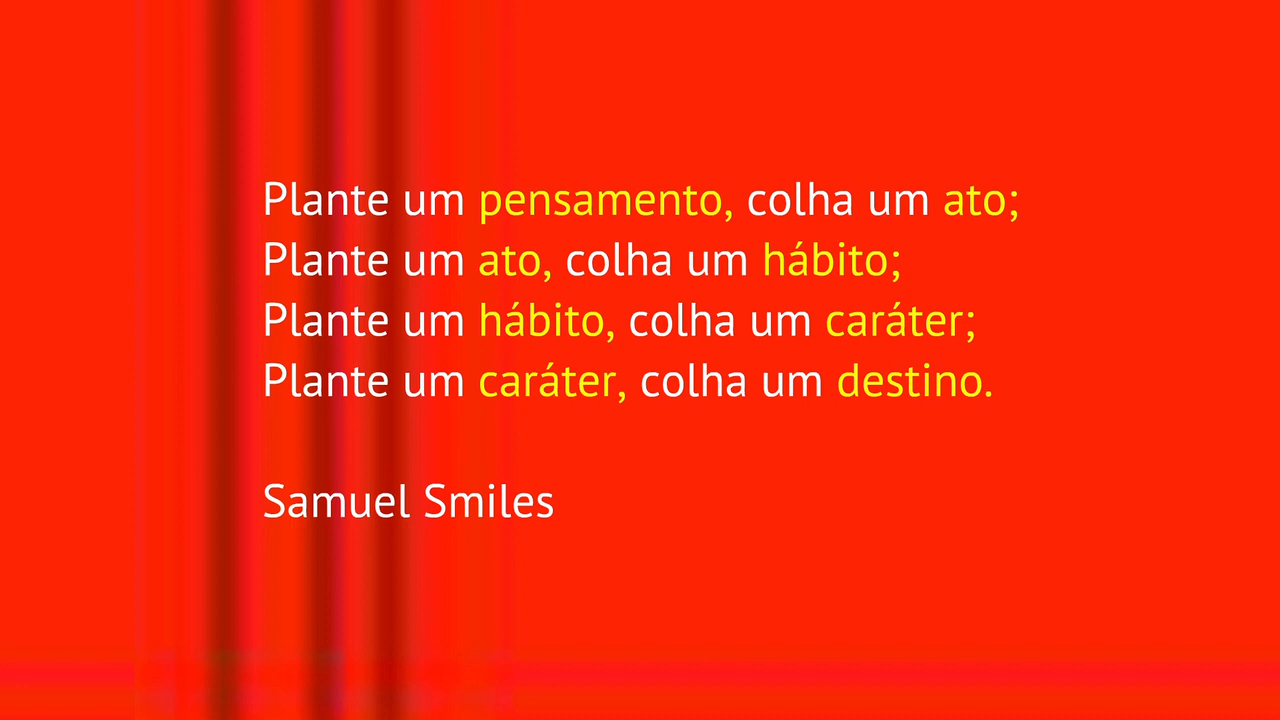 Plante um pensamento, colha um ato;
Plante um ato, colha um hábito;
Plante um hábito, colha um caráter;
Plante um caráter, colha um destino.
Samuel Smiles